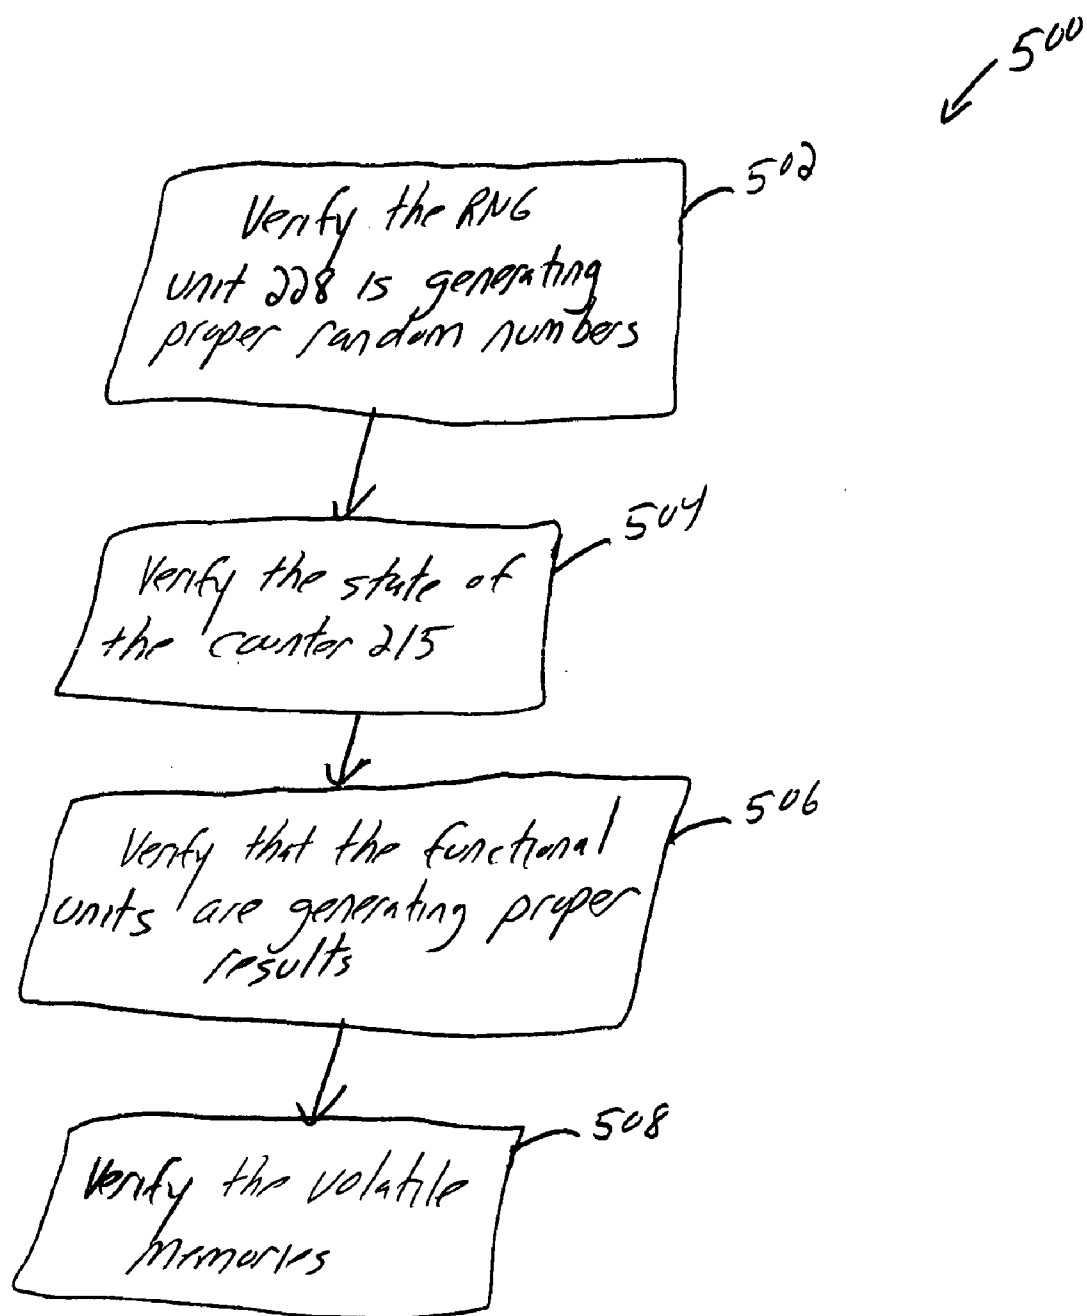 500
502
Verify the RNG
unit 228 is generating
proper random numbers
504
Verify the state of
the counter 215
506
Verify that the functional
units are generating proper
results
508
Verify the volatile
memories